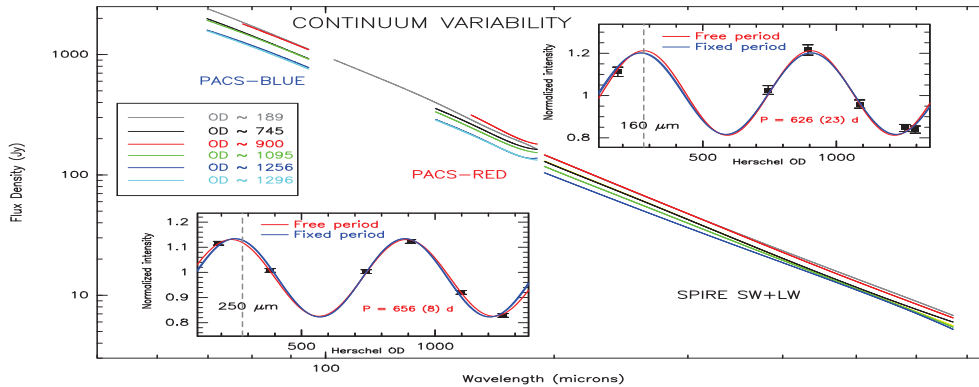 CONTINUUM VARIABILITY
1000
100
10
Flux Density (Jy)
PACS-BLUE
OD ~ 189
OD ~ 745
OD ~ 900
OD ~ 1095
OD ~ 1256
OD ~ 1296
PACS-RED
SPIRE SW+LW
1.2
1
0.8
Normalized intensity
Free period
Fixed period
160 μm
P = 626 (23) d
500
1000
Herschel OD
1.2
1.1
1
0.9
0.8
Normalized intensity
Free period
Fixed period
250 μm
P = 656 (8) d
500
1000
Herschel OD
100
Wavelength (microns)